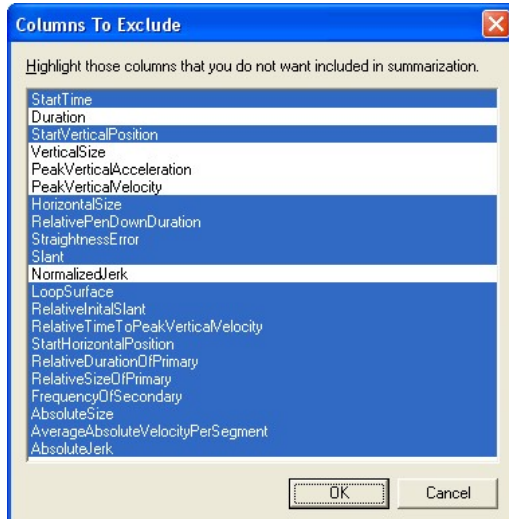 Columns To Exclude
Highlight those columns that you do not want included in summarization.
StartTime
Duration
StartVerticalPosition
VerticalSize
PeakVerticalAcceleration
PeakVerticalVelocity
HorizontalSize
RelativePenDownDuration
StraightnessError
Slant
NormalizedJerk
LoopSurface
RelativeInitalSlant
RelativeTimeToPeakVerticalVelocity
StartHorizontalPosition
RelativeDurationOfPrimary
RelativeSizeOfPrimary
FrequencyOfSecondary
AbsoluteSize
AverageAbsoluteVelocityPerSegment
AbsoluteJerk
OK Cancel